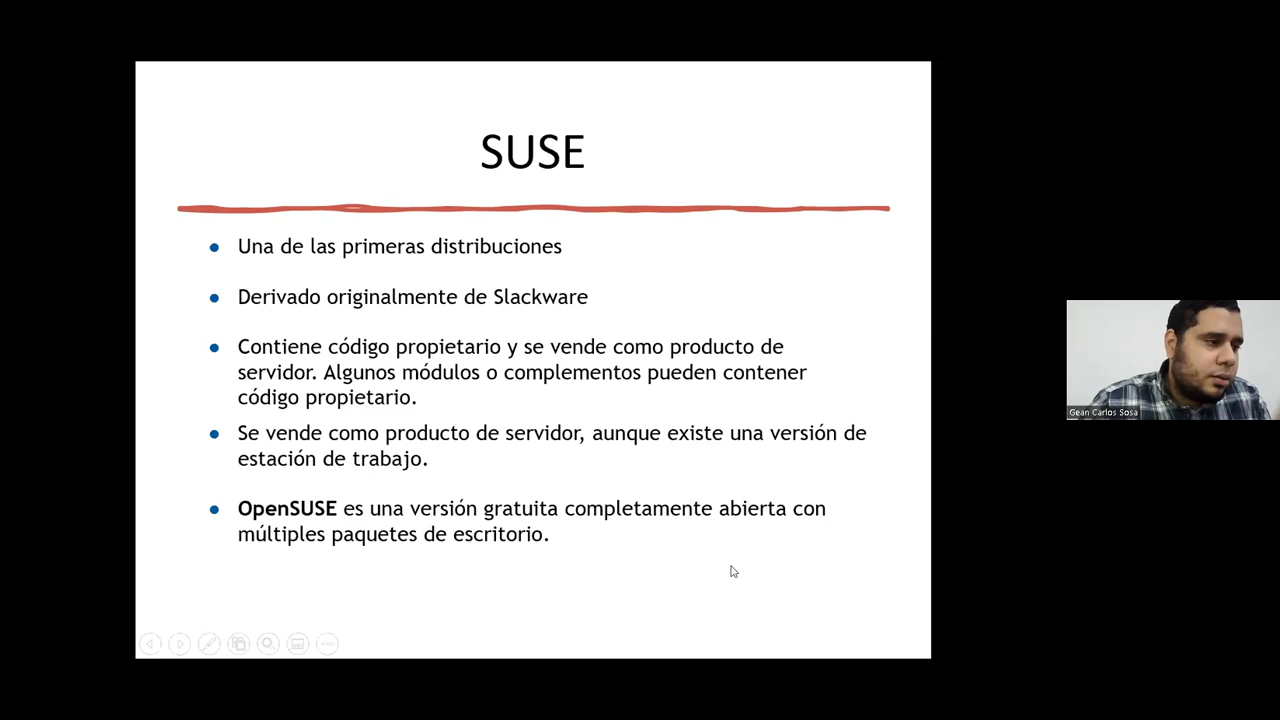 SUSE
Una de las primeras distribuciones
Derivado originalmente de Slackware
Contiene código propietario y se vende como producto de
servidor. Algunos módulos o complementos pueden contener
código propietario.
Se vende como producto de servidor, aunque existe una versión de
estación de trabajo.
OpenSUSE es una versión gratuita completamente abierta con
múltiples paquetes de escritorio.
Gean Carlos Sosa